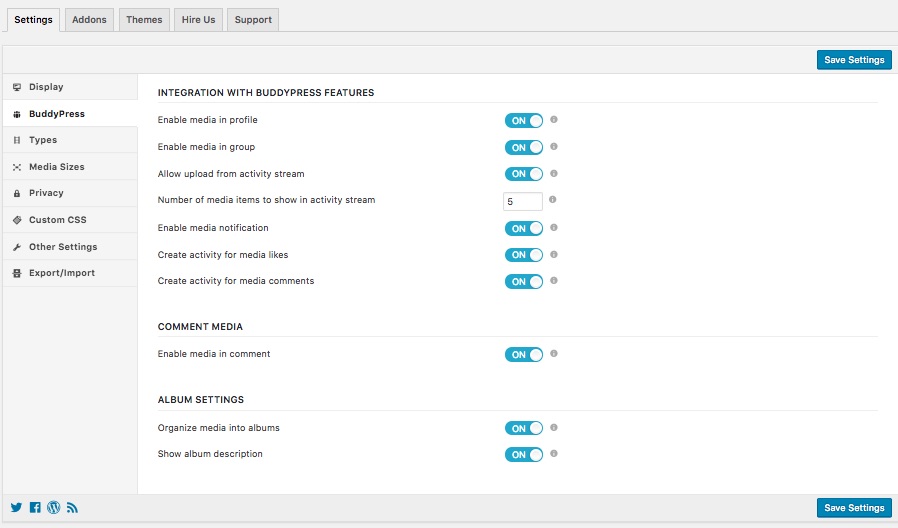 Settings Addons Themes Hire Us Support
Save Settings
Display
BuddyPress
Types
Media Sizes
Privacy
Custom CSS
Other Settings
Export/Import
INTEGRATION WITH BUDDYPRESS FEATURES
Enable media in profile ON
Enable media in group ON
Allow upload from activity stream ON
Number of media items to show in activity stream 5
Enable media notification ON
Create activity for media likes ON
Create activity for media comments ON
COMMENT MEDIA
Enable media in comment ON
ALBUM SETTINGS
Organize media into albums ON
Show album description ON
Save Settings